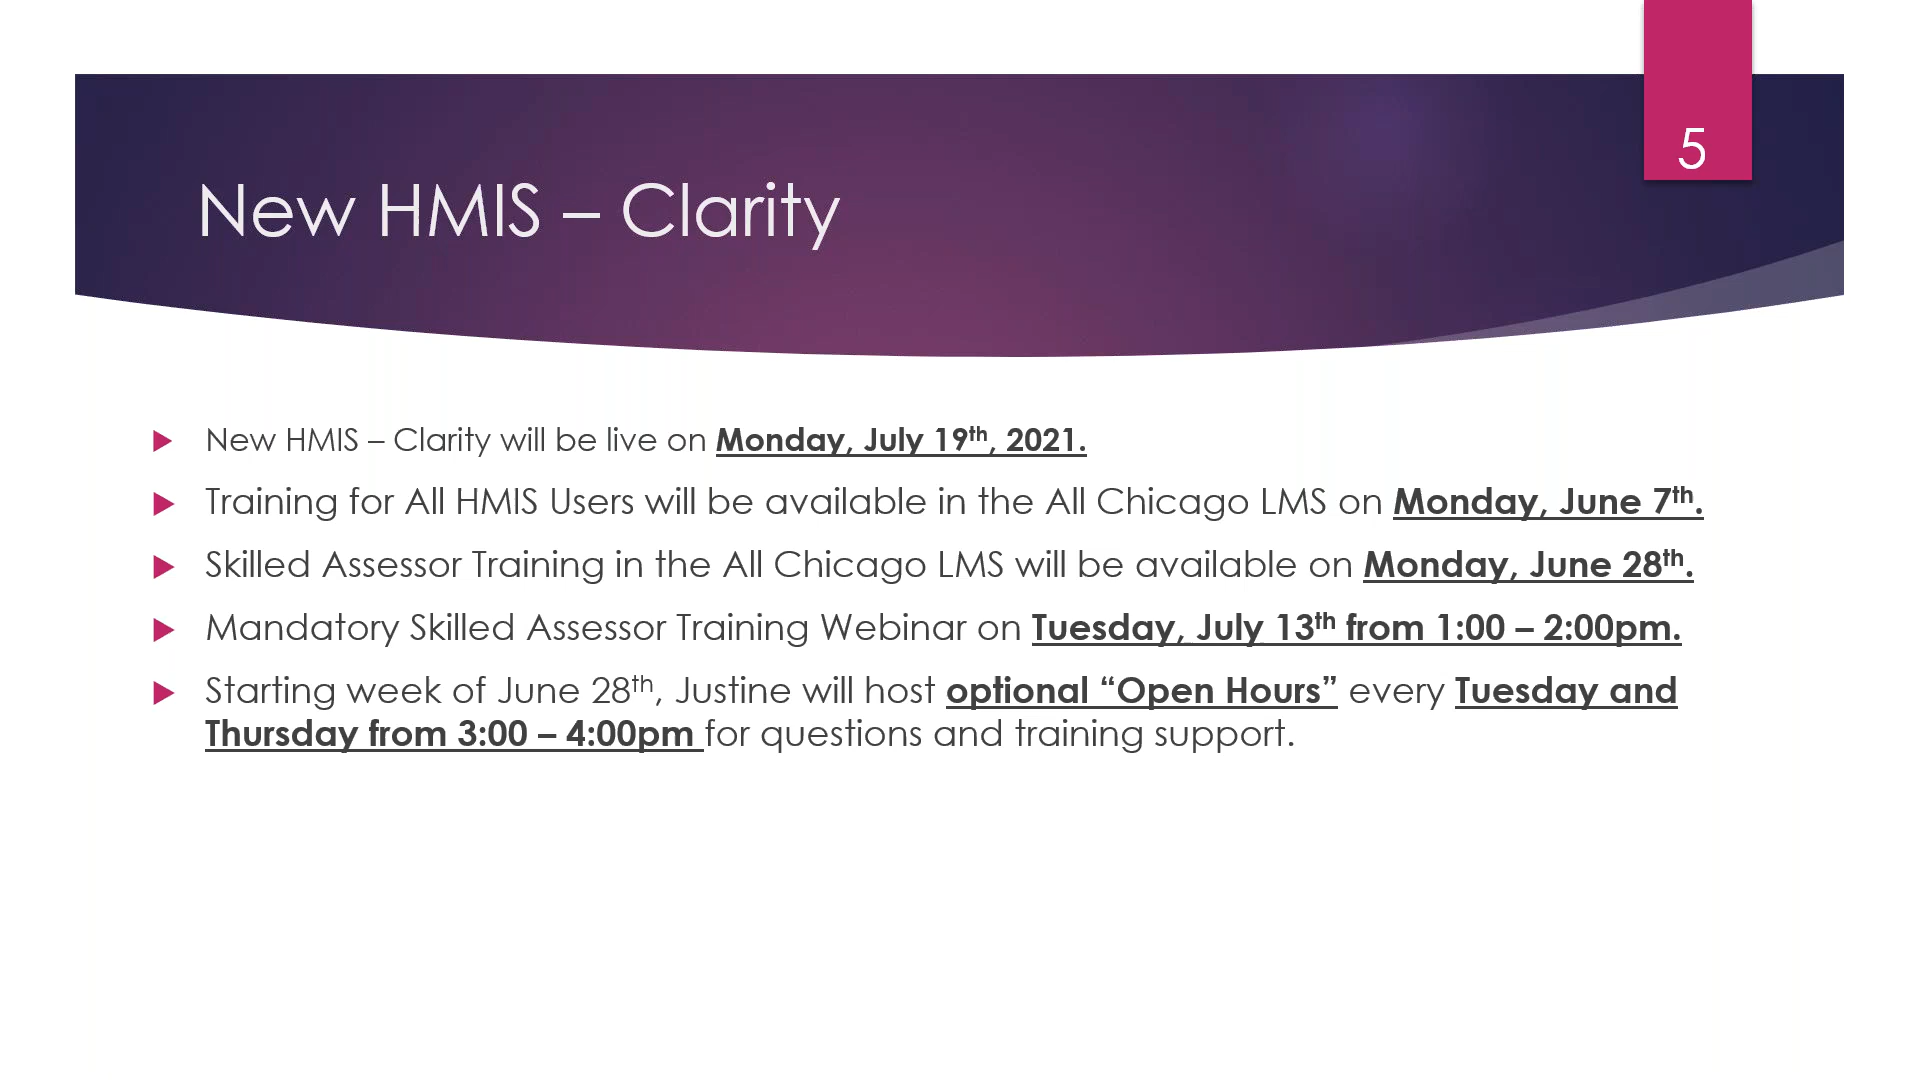 5
New HMIS – Clarity
New HMIS – Clarity will be live on Monday, July 19th, 2021.
Training for All HMIS Users will be available in the All Chicago LMS on Monday, June 7th.
Skilled Assessor Training in the All Chicago LMS will be available on Monday, June 28th.
Mandatory Skilled Assessor Training Webinar on Tuesday, July 13th from 1:00 – 2:00pm.
Starting week of June 28th, Justine will host optional “Open Hours” every Tuesday and
Thursday from 3:00 – 4:00pm for questions and training support.